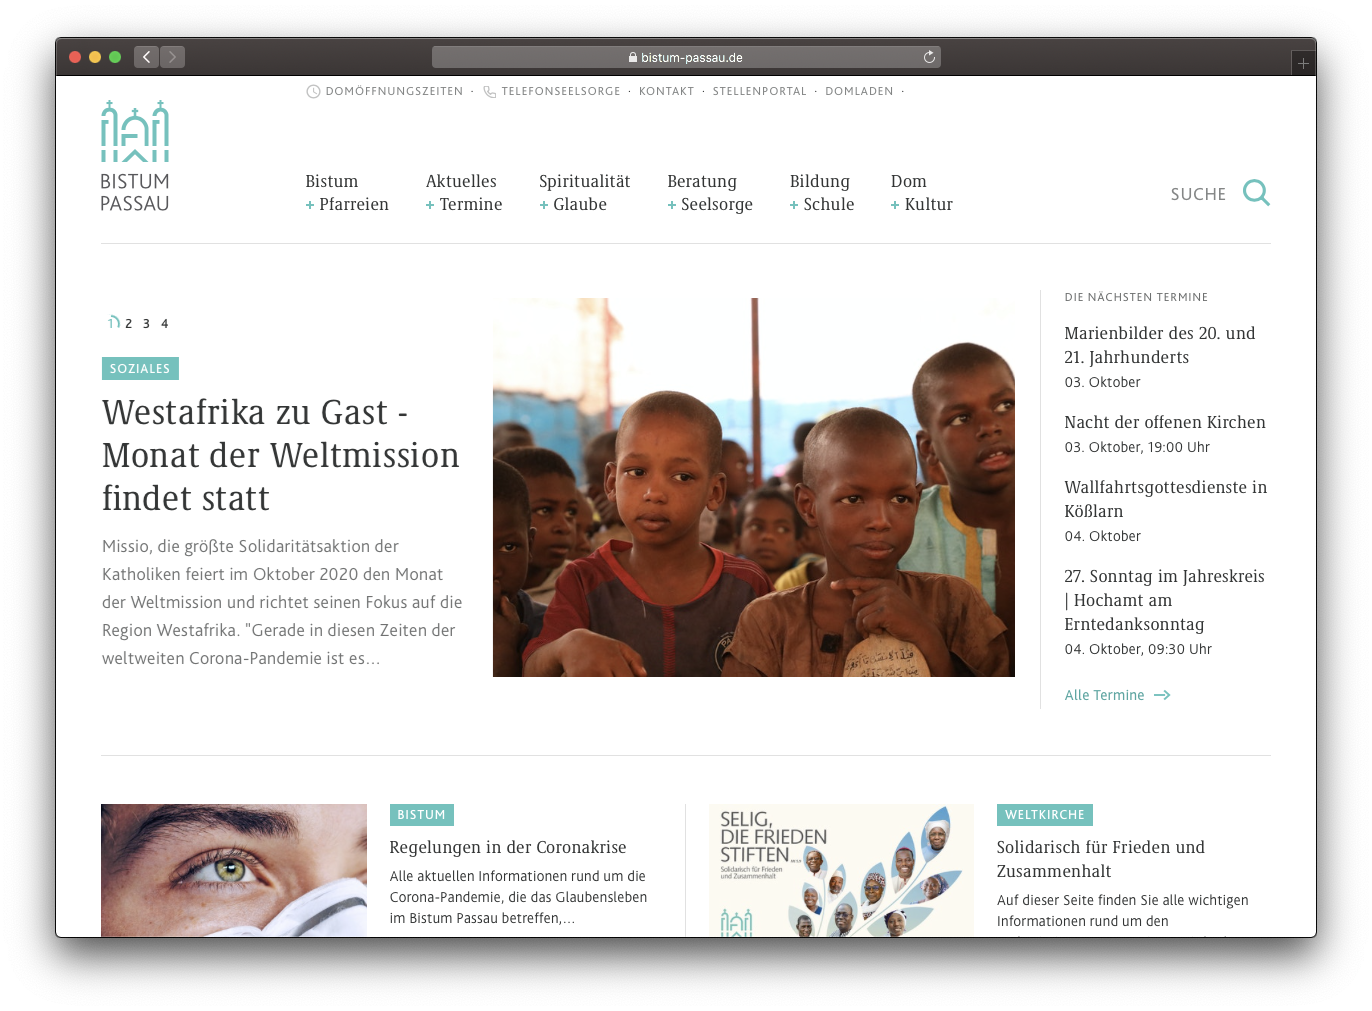 bistum-passau.de
DOMÖFFNUNGSZEITEN · TELEFONSEELSORGE · KONTAKT · STELLENPORTAL · DOMLADEN ·
BISTUM
PASSAU
Bistum
+ Pfarreien
Aktuelles
+ Termine
Spiritualität
+ Glaube
Beratung
+ Seelsorge
Bildung
+ Schule
Dom
+ Kultur
SUCHE
1 2 3 4
SOZIALES
Westafrika zu Gast -
Monat der Weltmission
findet statt
Missio, die größte Solidaritätsaktion der
Katholiken feiert im Oktober 2020 den Monat
der Weltmission und richtet seinen Fokus auf die
Region Westafrika. "Gerade in diesen Zeiten der
weltweiten Corona-Pandemie ist es…
DIE NÄCHSTEN TERMINE
Marienbilder des 20. und
21. Jahrhunderts
03. Oktober
Nacht der offenen Kirchen
03. Oktober, 19:00 Uhr
Wallfahrtsgottesdienste in
Kößlarn
04. Oktober
27. Sonntag im Jahreskreis
| Hochamt am
Erntedanksonntag
04. Oktober, 09:30 Uhr
Alle Termine
BISTUM
Regelungen in der Coronakrise
Alle aktuellen Informationen rund um die
Corona-Pandemie, die das Glaubensleben
im Bistum Passau betreffen,…
SELIG,
DIE FRIEDEN
STIFTEN
Solidarisch für Frieden
und Zusammenhalt
WELTKIRCHE
Solidarisch für Frieden und
Zusammenhalt
Auf dieser Seite finden Sie alle wichtigen
Informationen rund um den